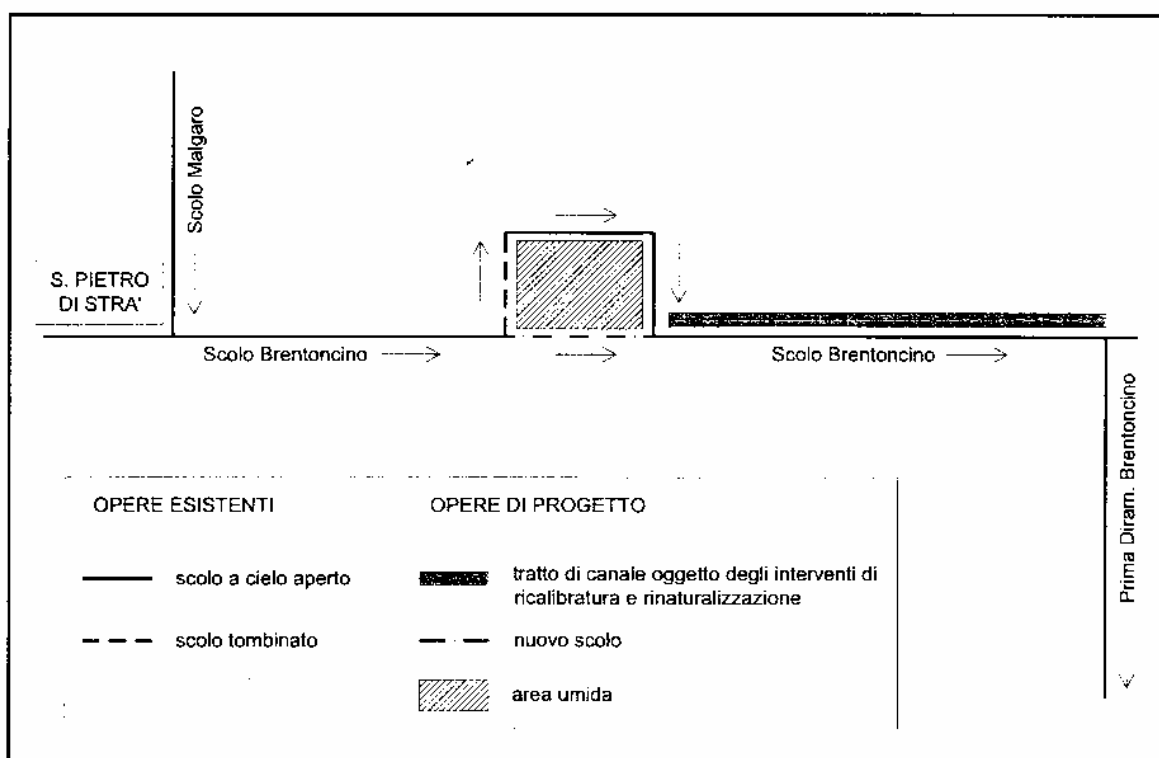 Scolo Malgaro
S. PIETRO
DI STRA'
Scolo Brentoncino
Scolo Brentoncino
Prima Diram. Brentoncino
OPERE ESISTENTI
scolo a cielo aperto
scolo tombinato
OPERE DI PROGETTO
tratto di canale oggetto degli interventi di
ricalibratura e rinaturalizzazione
nuovo scolo
area umida